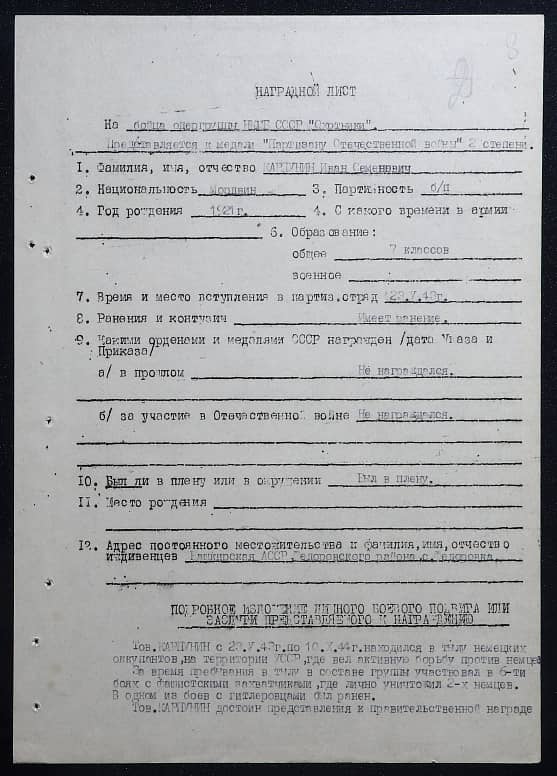 НАГРАДНОЙ ЛИСТ
На бойца опергруппы НКГБ СССР "Охотники".
Представляется к медали "Партизану Отечественной войны" 2 степени.
1. Фамилия, имя, отчество КАРПУНИН Иван Семенович
2. Национальность Мордвин 3. Партийность б/п
4. Год рождения 1921г. 4. С какого времени в армии
6. Образование:
общее 7 классов
военное
7. Время и место вступления в партиз.отряд 23.V.43г.
8. Ранения и контузии Имеет ранение.
9. Какими орденами и медалями СССР награжден /дата Указа и
Приказа/
а/ в прошлом Не награждался.
б/ за участие в Отечественной войне Не награждался.
10. Был ли в плену или в окружении Был в плену.
11. Место рождения
12. Адрес постоянного местожительства и фамилия,имя,отчество
иждивенцев Башкирская АССР,Федоровского района,с.Федоровка.
ПОДРОБНОЕ ИЗЛОЖЕНИЕ ЛИЧНОГО БОЕВОГО ПОДВИГА ИЛИ
ЗАСЛУГИ ПРЕДСТАВЛЯЕМОГО К НАГРАЖДЕНИЮ
Тов.КАРПУНИН с 23.V.43г.по 10.V.44г.находился в тылу немецких
оккупантов,на территории УССР,где вел активную борьбу против немцев
За время пребывания в тылу в составе группы участвовал в 6-ти
боях с фашистскими захватчиками,где лично уничтожил 2-х немцев.
В одном из боев с гитлеровцами был ранен.
Тов.КАРПУНИН достоин представления к правительственной награде